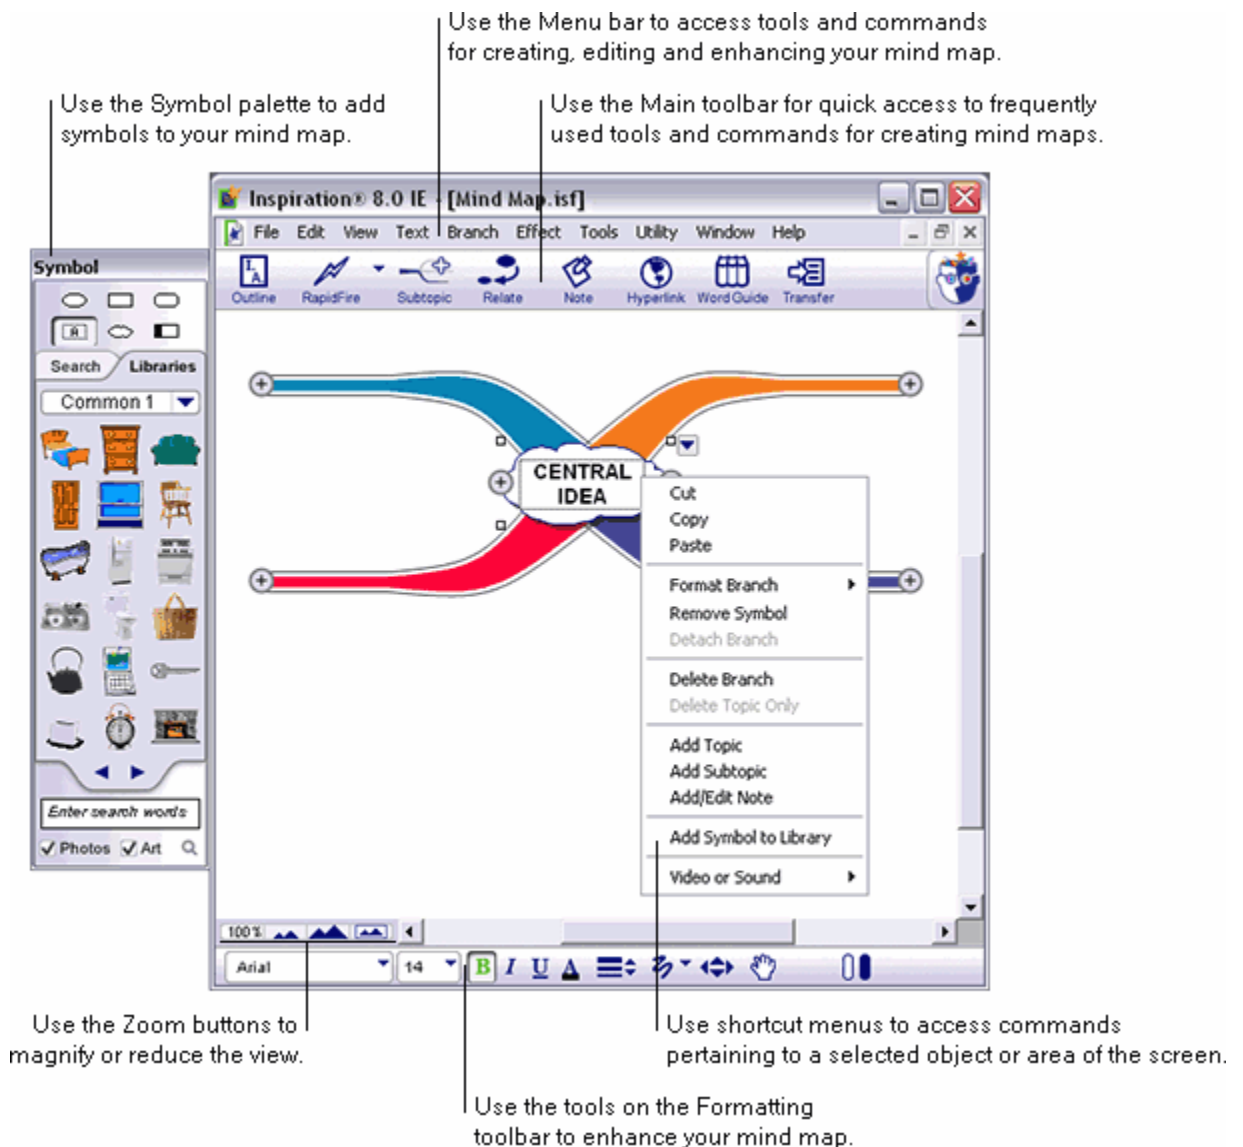 Use the Menu bar to access tools and commands
for creating, editing and enhancing your mind map.
Use the Symbol palette to add
symbols to your mind map.
Use the Main toolbar for quick access to frequently
used tools and commands for creating mind maps.
Inspiration® 8.0 IE - [Mind Map.isf]
File Edit View Text Branch Effect Tools Utility Window Help
Outline RapidFire Subtopic Relate Note Hyperlink Word Guide Transfer
Symbol
A
Search Libraries
Common 1
Enter search words
Photos Art
CENTRAL
IDEA
Cut
Copy
Paste
Format Branch
Remove Symbol
Detach Branch
Delete Branch
Delete Topic Only
Add Topic
Add Subtopic
Add/Edit Note
Add Symbol to Library
Video or Sound
100%
Arial 14 B I U A
Use the Zoom buttons to
magnify or reduce the view.
Use shortcut menus to access commands
pertaining to a selected object or area of the screen.
Use the tools on the Formatting
toolbar to enhance your mind map.